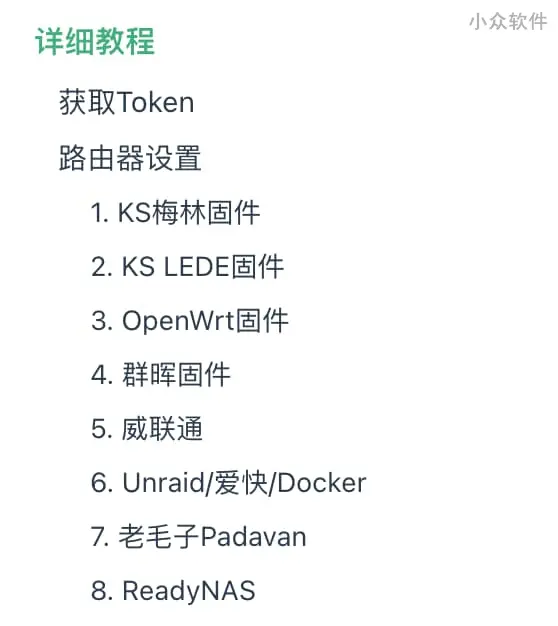 小众软件
详细教程
获取Token
路由器设置
1. KS梅林固件
2. KS LEDE固件
3. OpenWrt固件
4. 群晖固件
5. 威联通
6. Unraid/爱快/Docker
7. 老毛子Padavan
8. ReadyNAS